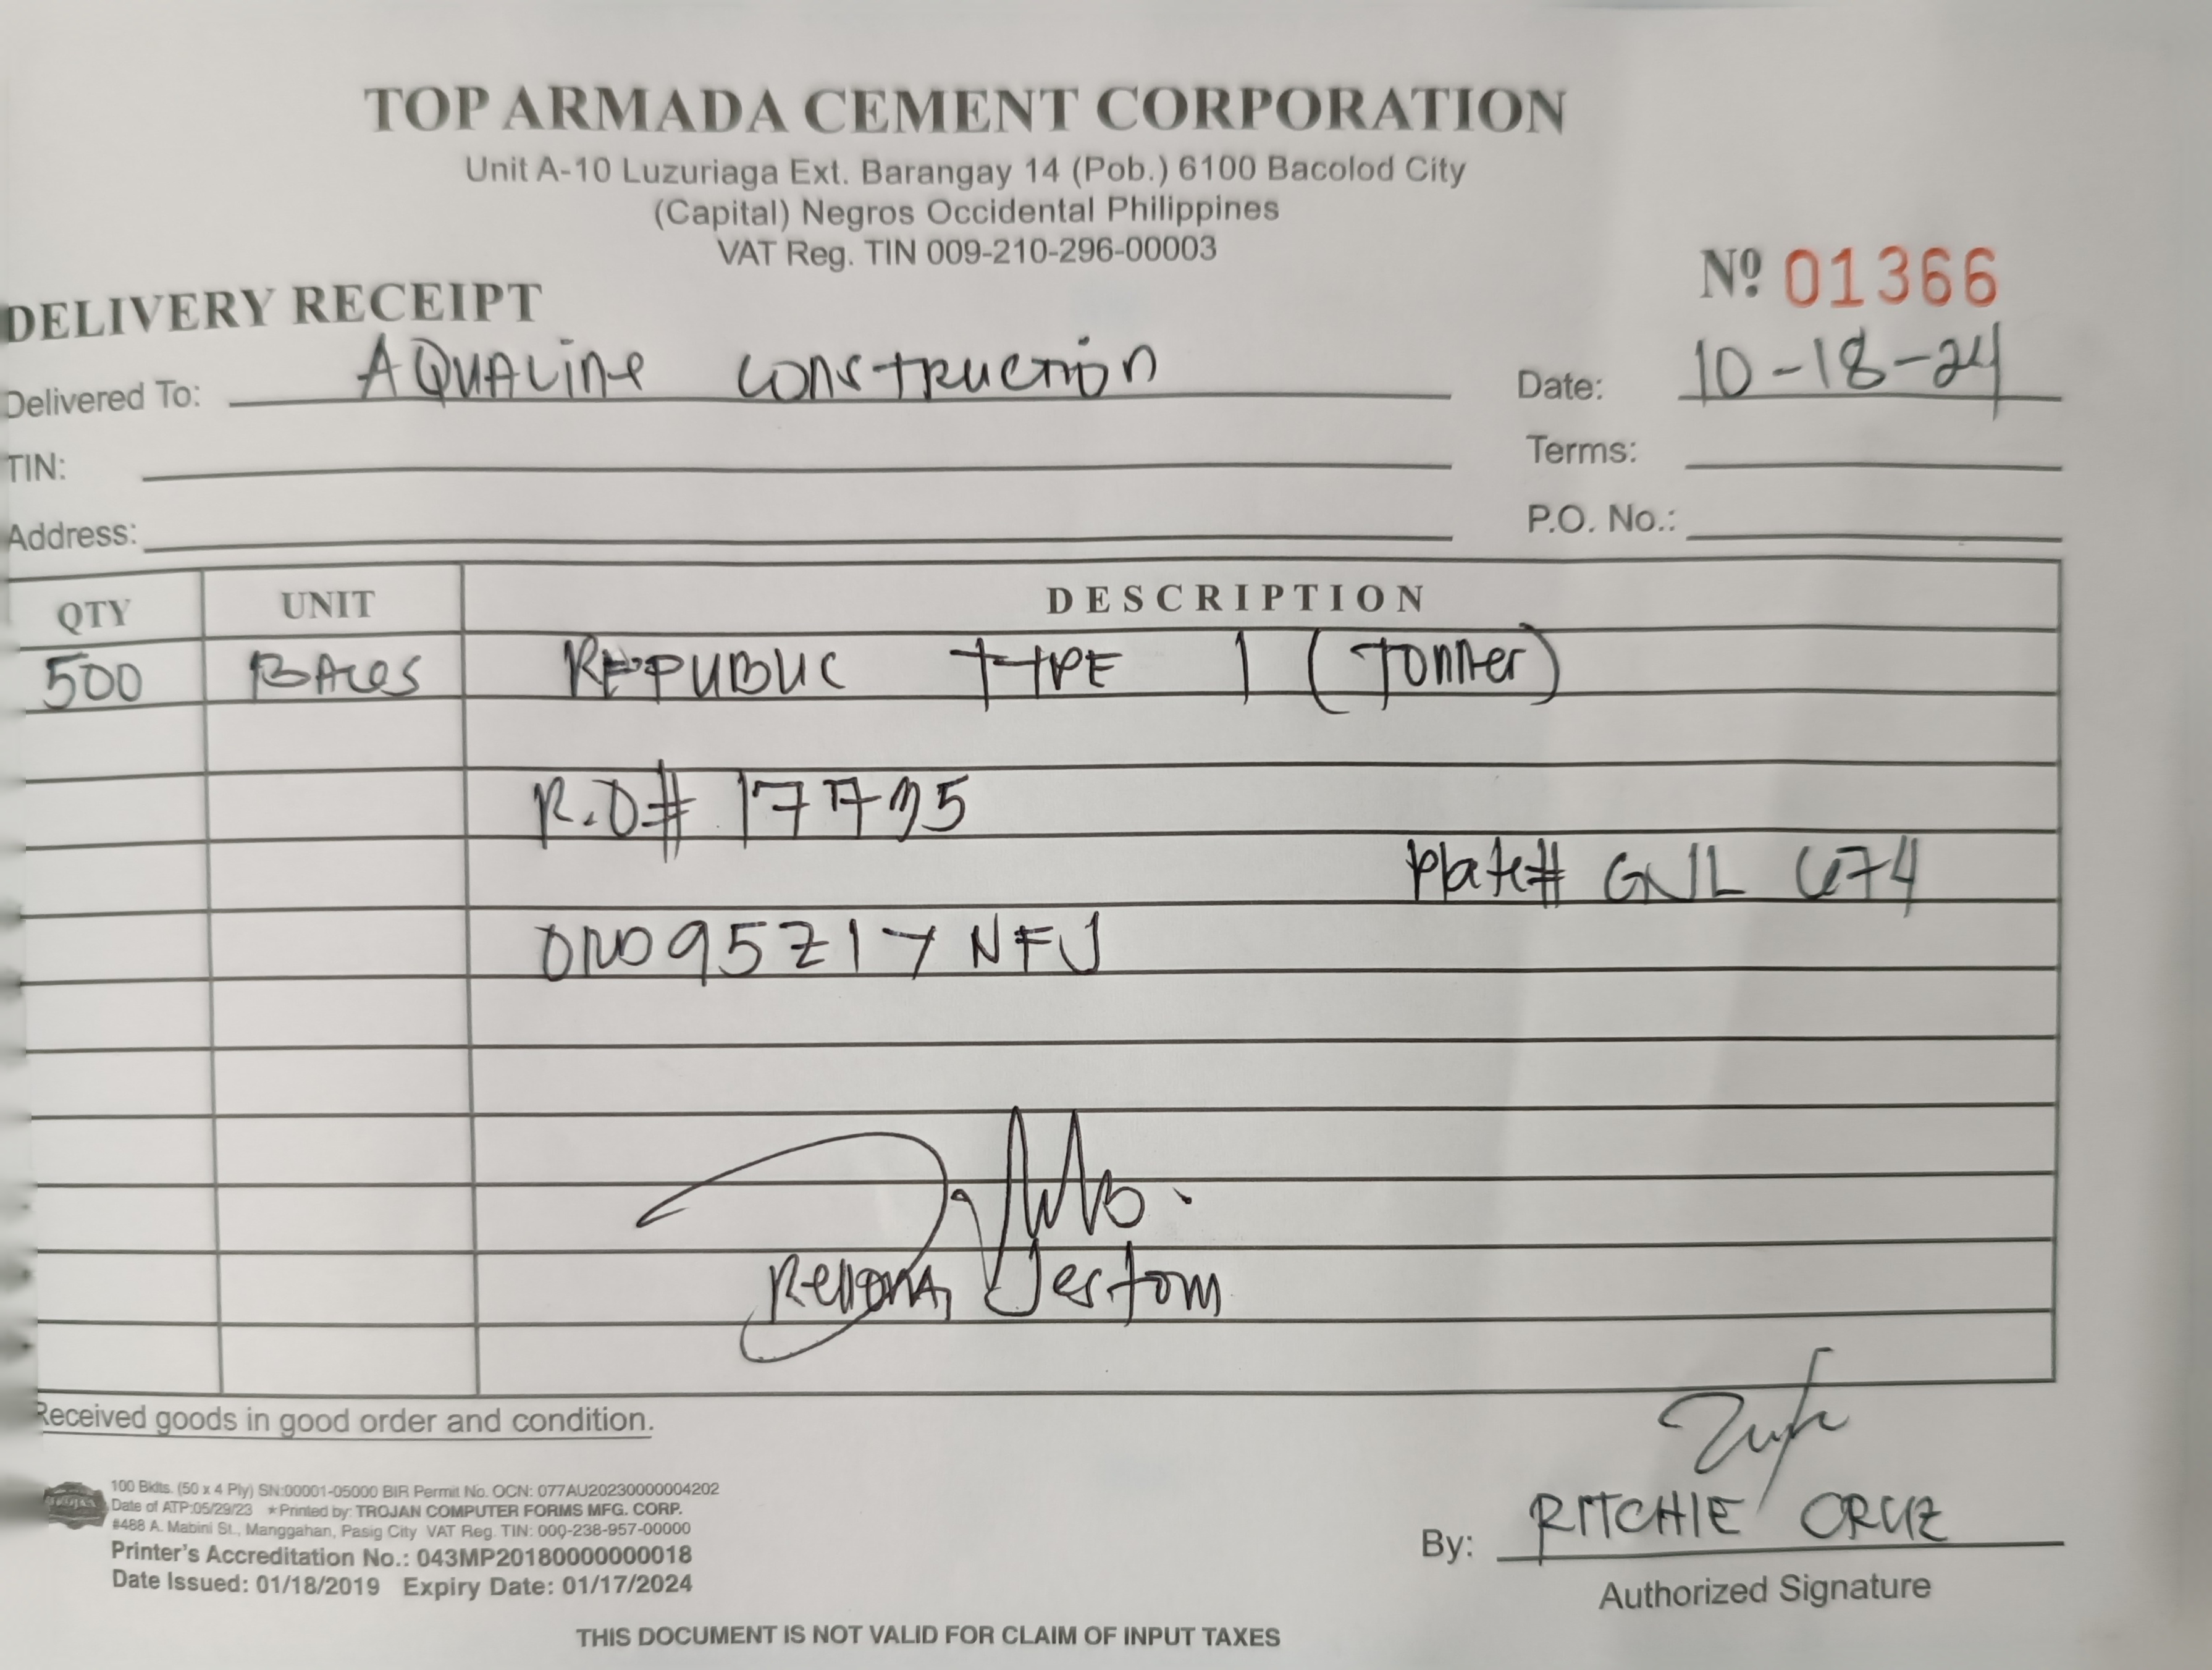 TOP ARMADA CEMENT CORPORATION
Unit A-10 Luzuriaga Ext. Barangay 14 (Pob.) 6100 Bacolod City
(Capital) Negros Occidental Philippines
VAT Reg. TIN 009-210-296-00003
Nº 01366
DELIVERY RECEIPT
Delivered To: AQUALINE CONSTRUCTION Date: 10-18-24
TIN: Terms:
Address: P.O. No.:
QTY UNIT DESCRIPTION
500 BAGS REPUBLIC TYPE 1 (Tonner)
R.O#
Plate#
Jestom
Received goods in good order and condition.
TROJAN
100 Bklts. (50 x 4 Ply) SN:00001-05000 BIR Permit No. OCN: 077AU20230000004202
Date of ATP:05/29/23 ★Printed by: TROJAN COMPUTER FORMS MFG. CORP.
#488 A. Mabini St., Manggahan, Pasig City VAT Reg. TIN: 000-238-957-00000
Printer's Accreditation No.: 043MP20180000000018
Date Issued: 01/18/2019 Expiry Date: 01/17/2024
By: RITCHIE CRUZ
Authorized Signature
THIS DOCUMENT IS NOT VALID FOR CLAIM OF INPUT TAXES